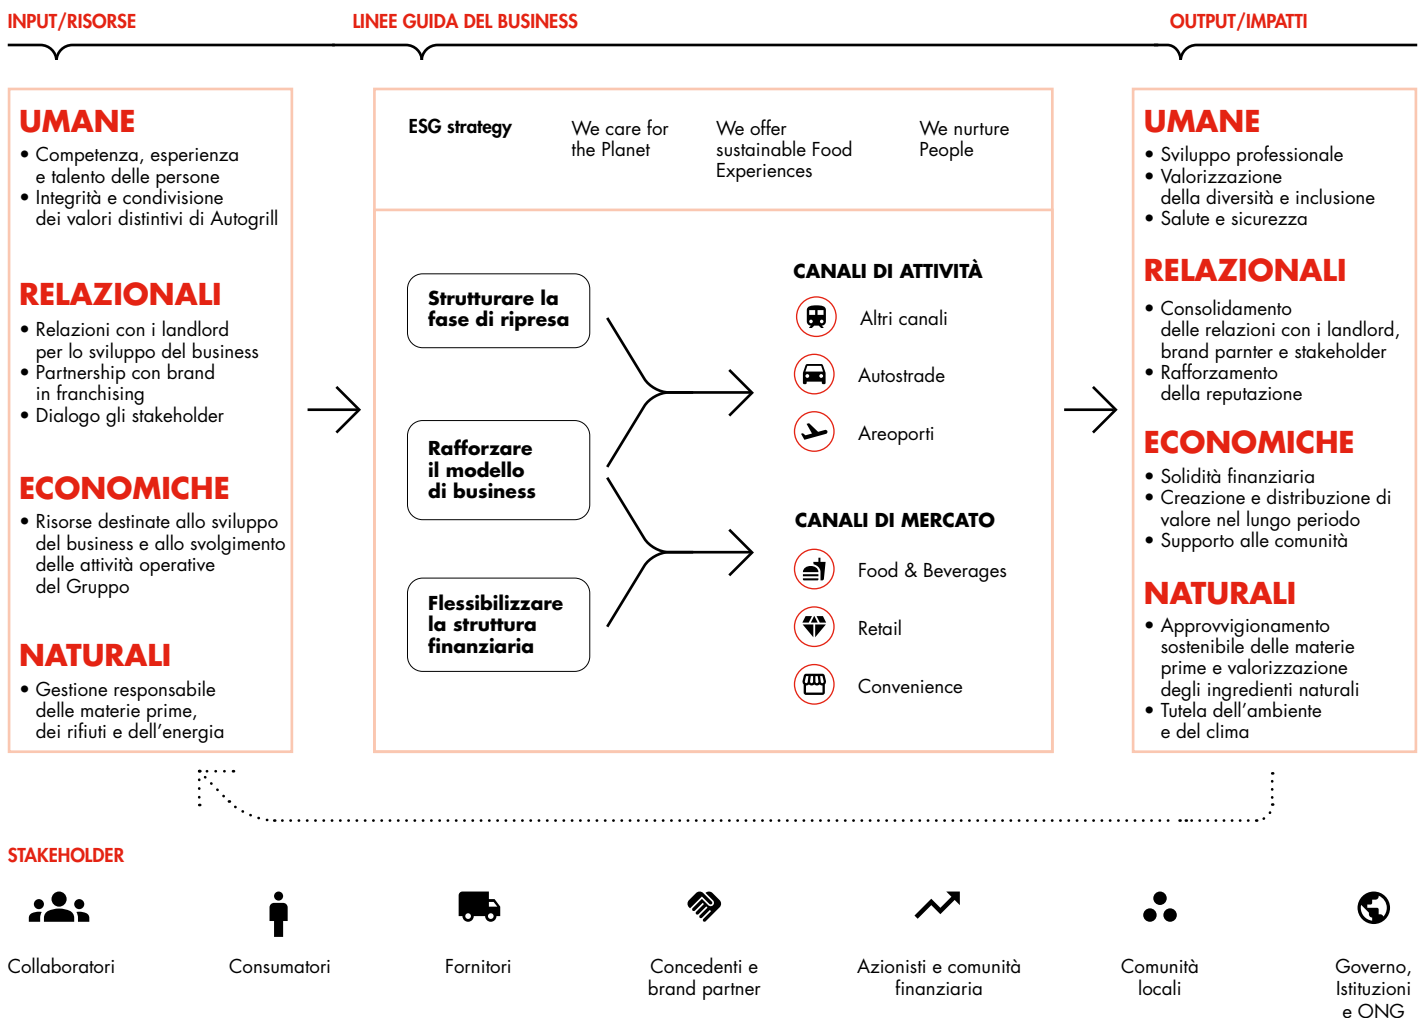 INPUT/RISORSE
LINEE GUIDA DEL BUSINESS
OUTPUT/IMPATTI
UMANE
• Competenza, esperienza
e talento delle persone
• Integrità e condivisione
dei valori distintivi di Autogrill
RELAZIONALI
• Relazioni con i landlord
per lo sviluppo del business
• Partnership con brand
in franchising
• Dialogo gli stakeholder
ECONOMICHE
• Risorse destinate allo sviluppo
del business e allo svolgimento
delle attività operative
del Gruppo
NATURALI
• Gestione responsabile
delle materie prime,
dei rifiuti e dell'energia
ESG strategy
We care for
the Planet
We offer
sustainable Food
Experiences
We nurture
People
Strutturare la
fase di ripresa
Rafforzare
il modello
di business
Flessibilizzare
la struttura
finanziaria
CANALI DI ATTIVITÀ
Altri canali
Autostrade
Areoporti
CANALI DI MERCATO
Food & Beverages
Retail
Convenience
UMANE
• Sviluppo professionale
• Valorizzazione
della diversità e inclusione
• Salute e sicurezza
RELAZIONALI
• Consolidamento
delle relazioni con i landlord,
brand parnter e stakeholder
• Rafforzamento
della reputazione
ECONOMICHE
• Solidità finanziaria
• Creazione e distribuzione di
valore nel lungo periodo
• Supporto alle comunità
NATURALI
• Approvvigionamento
sostenibile delle materie
prime e valorizzazione
degli ingredienti naturali
• Tutela dell'ambiente
e del clima
STAKEHOLDER
Collaboratori
Consumatori
Fornitori
Concedenti e
brand partner
Azionisti e comunità
finanziaria
Comunità
locali
Governo,
Istituzioni
e ONG